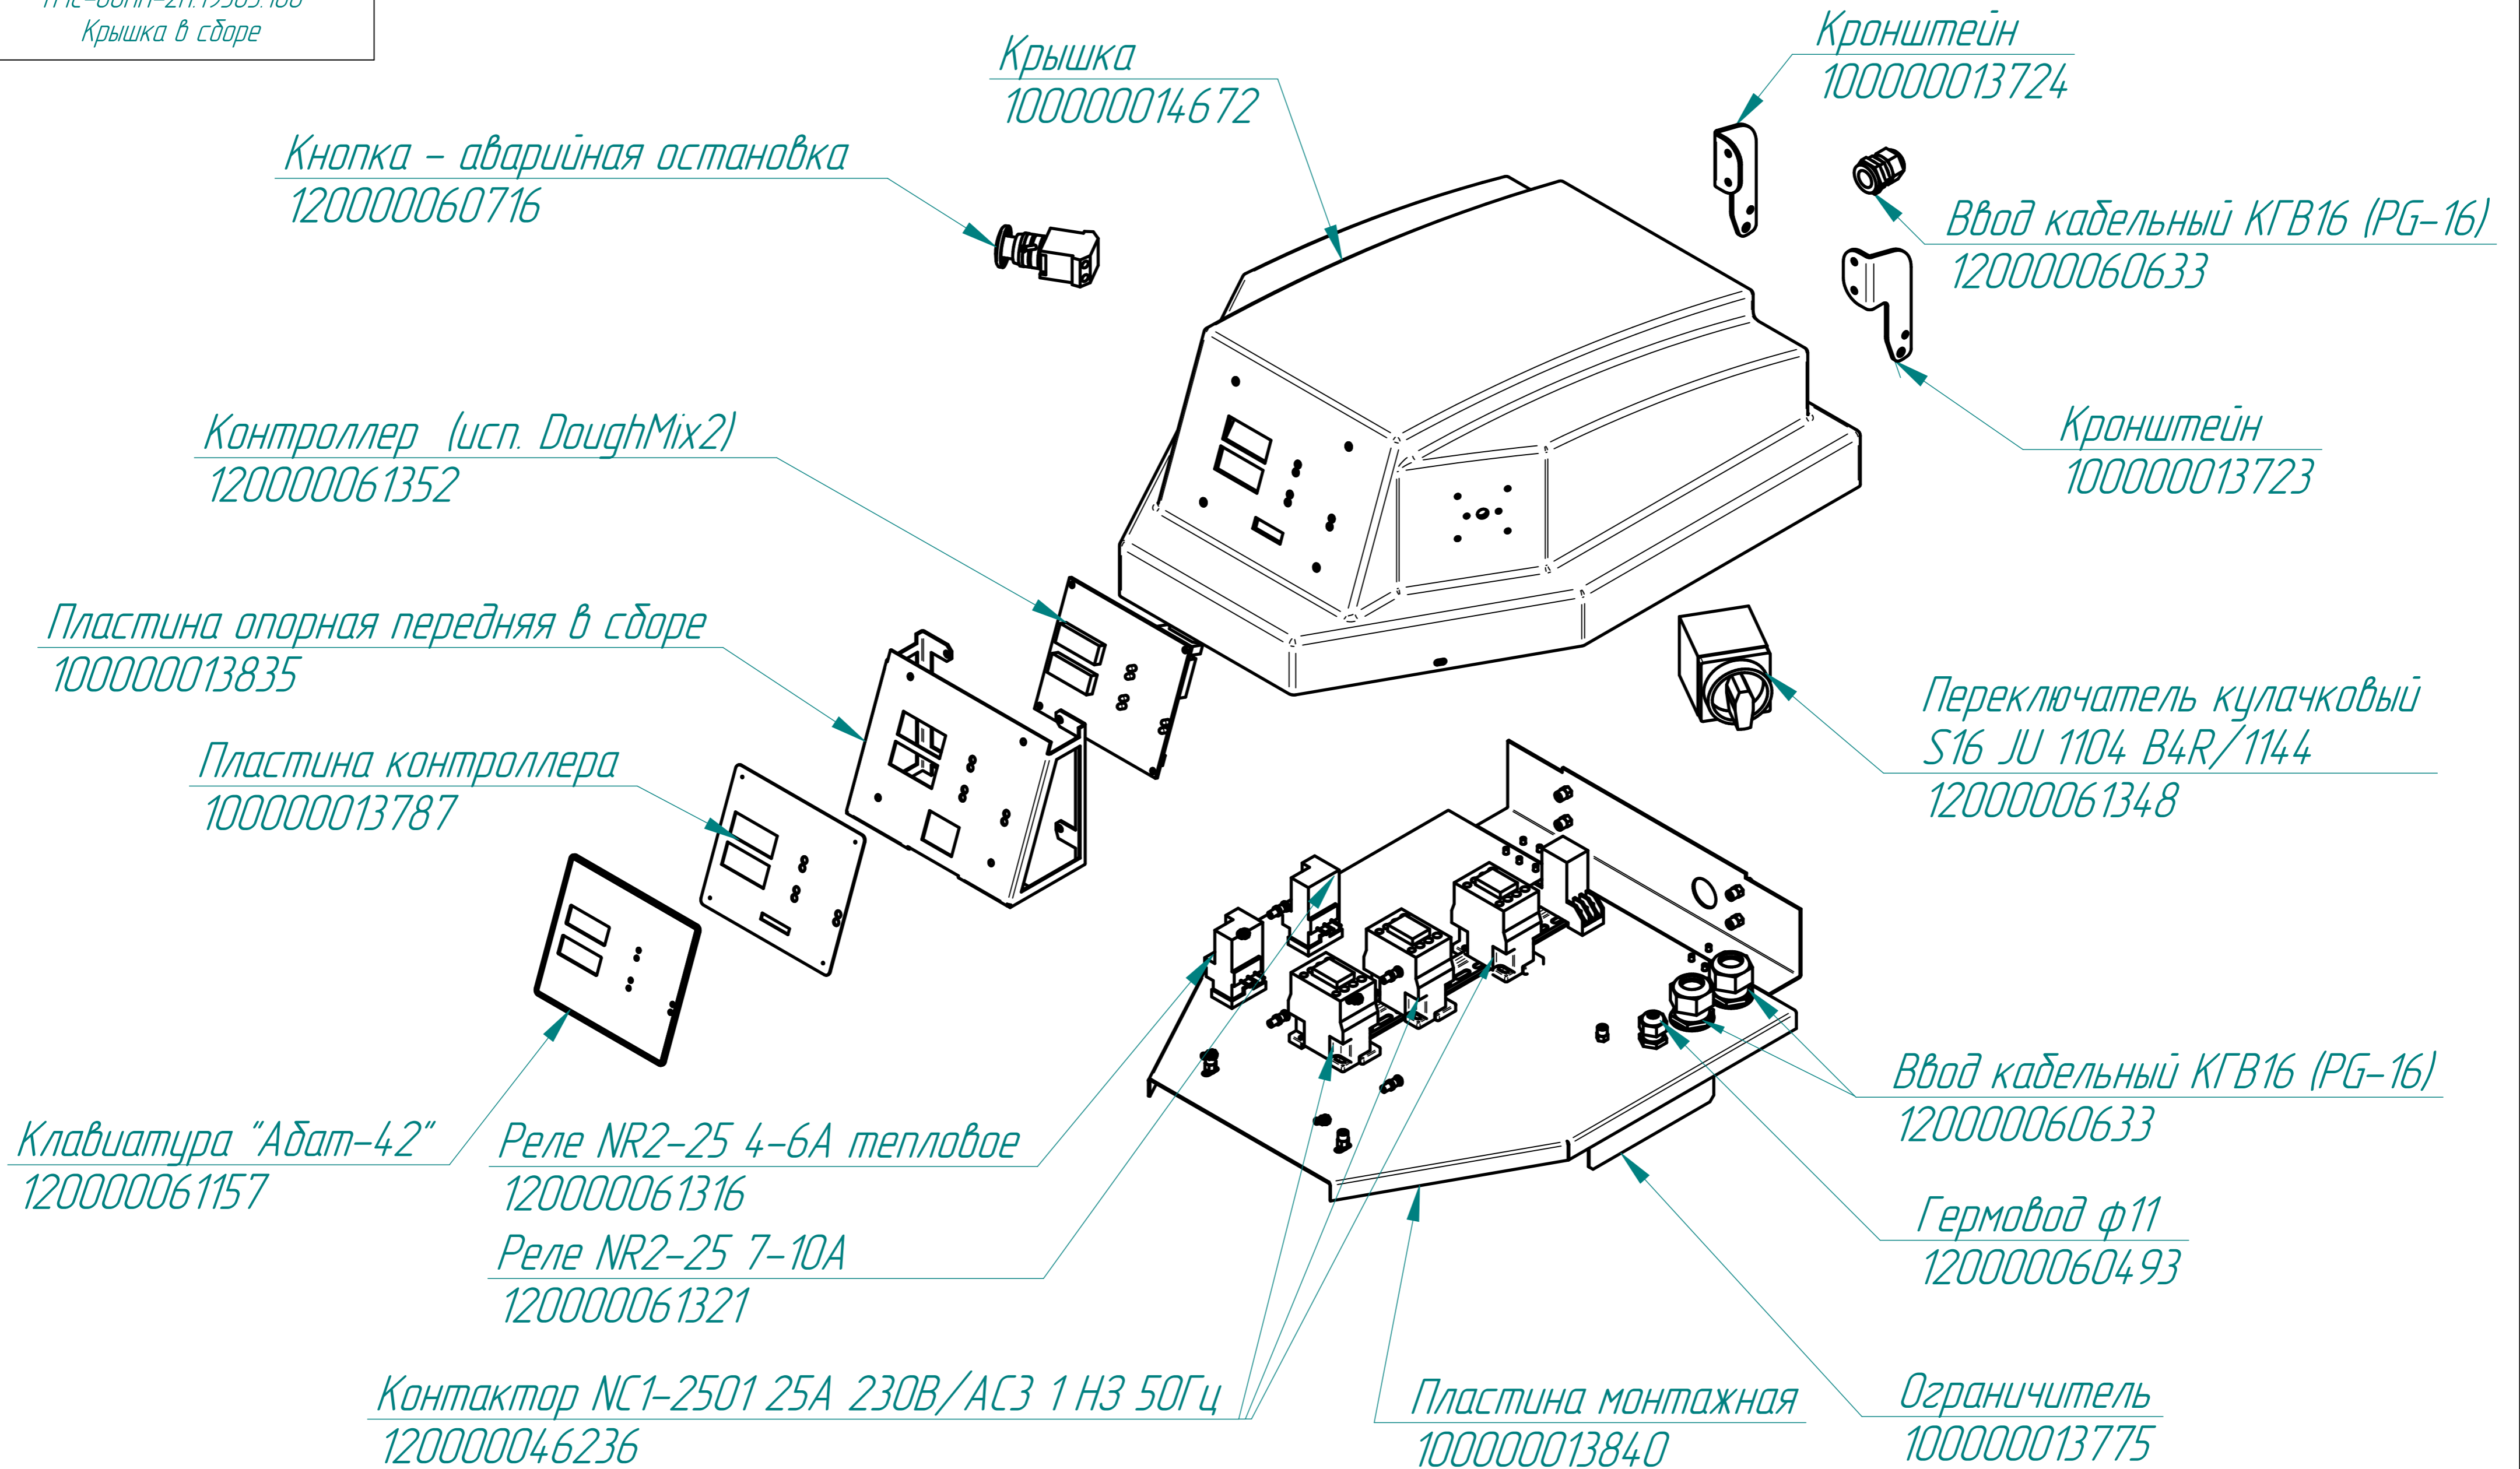 Крышка в сборе
Крышка
100000014672
Кронштейн
100000013724
Кнопка - аварийная остановка
120000060716
Ввод кабельный КГВ16 (PG-16)
120000060633
Контроллер (исп. DoughMix2)
120000061352
Кронштейн
100000013723
Пластина опорная передняя в сборе
100000013835
Переключатель кулачковый
S16 JU 1104 B4R/1144
120000061348
Пластина контроллера
100000013787
Клавиатура "Абат-42"
120000061157
Реле NR2-25 4-6А тепловое
120000061316
Реле NR2-25 7-10А
120000061321
Ввод кабельный КГВ16 (PG-16)
120000060633
Гермовод ф11
120000060493
Контактор NC1-2501 25А 230В/АС3 1 НЗ 50Гц
120000046236
Пластина монтажная
100000013840
Ограничитель
100000013775